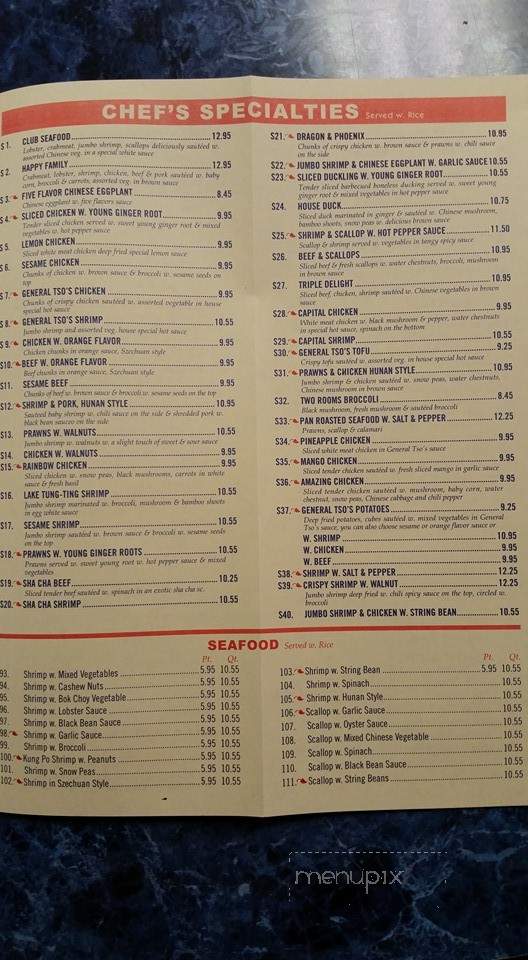 CHEF'S SPECIALTIES Served w. Rice
S 1. CLUB SEAFOOD 12.95
Lobster, crabmeat, jumbo shrimp, scallops deliciously sautéed w.
assorted Chinese veg. in a special white sauce
S 2. HAPPY FAMILY 12.95
Crabmeat, lobster, shrimp, chicken, beef & pork sautéed w. baby
corn, broccoli & carrots, assorted veg. in brown sauce
S 3. FIVE FLAVOR CHINESE EGGPLANT 8.45
Chinese eggplant w. five flavors sauce
S 4. SLICED CHICKEN W. YOUNG GINGER ROOT 9.95
Tender sliced chicken served w. sweet young ginger root & mixed
vegetables w. hot pepper sauce
S 5. LEMON CHICKEN 9.95
Sliced white meat chicken deep fried special lemon sauce
S 6. SESAME CHICKEN 9.95
Chunks of chicken w. brown sauce & broccoli w. sesame seeds on
top
S 7. GENERAL TSO'S CHICKEN 9.95
Chunks of crispy chicken sautéed w. assorted vegetable in house
special hot sauce
S 8. GENERAL TSO'S SHRIMP 10.55
Jumbo shrimp and assorted veg. house special hot sauce
S 9. CHICKEN W. ORANGE FLAVOR 9.95
Chicken chunks in orange sauce, Szechuan style
S10. BEEF W. ORANGE FLAVOR 9.95
Beef chunks in orange sauce, Szechuan style
S11. SESAME BEEF 9.95
Chunks of beef w. brown sauce & broccoli w. sesame seeds on the top
S12. SHRIMP & PORK, HUNAN STYLE 10.95
Sauteed baby shrimp w. chili sauce on the side & shredded pork w.
black bean sauce on the side
S13. PRAWNS W. WALNUTS 10.55
Jumbo shrimp w. walnuts w. a slight touch of sweet & sour sauce
S14. CHICKEN W. WALNUTS 9.95
S15. RAINBOW CHICKEN 9.95
Sliced chicken w. snow peas, black mushrooms, carrots in white
sauce & fresh basil
S16. LAKE TUNG-TING SHRIMP 10.55
Jumbo shrimp marinated w. broccoli, mushroom & bamboo shoots
in egg white sauce
S17. SESAME SHRIMP 10.55
Jumbo shrimp sautéed w. brown sauce & broccoli w. sesame seeds
on the top
S18. PRAWNS W. YOUNG GINGER ROOTS 10.55
Prawns served w. sweet young root w. hot pepper sauce & mixed
vegetables
S19. SHA CHA BEEF 10.25
Sliced tender beef sautéed w. spinach in an exotic sha cha sc.
S20. SHA CHA SHRIMP 10.55
S21. DRAGON & PHOENIX 10.95
Chunks of crispy chicken w. brown sauce & prawns w. chili sauce
on the side
S22. JUMBO SHRIMP & CHINESE EGGPLANT W. GARLIC SAUCE 10.55
S23. SLICED DUCKLING W. YOUNG GINGER ROOT 10.55
Tender sliced barbecued boneless ducking served w. sweet young
ginger root & mixed vegetables w. hot pepper sauce
S24. HOUSE DUCK 10.75
Sliced duck marinated in ginger & sautéed w. Chinese mushroom,
bamboo shoots, snow peas w. delicious brown sauce
S25. SHRIMP & SCALLOP W. HOT PEPPER SAUCE 11.50
Scallop & shrimp served w. vegetables in tangy spicy sauce
S26. BEEF & SCALLOPS 10.95
Sliced beef & fresh scallops w. water chestnuts, broccoli, mushroom
in brown sauce
S27. TRIPLE DELIGHT 10.95
Sliced beef, chicken, shrimp sautéed w. Chinese vegetables in brown
sauce
S28. CAPITAL CHICKEN 9.95
White meat chicken w. black mushroom & pepper, water chestnuts
in special hot sauce, spinach on the bottom
S29. CAPITAL SHRIMP 10.55
S30. GENERAL TSO'S TOFU 9.25
Crispy tofu sautéed w. assorted veg. in house special hot sauce
S31. PRAWNS & CHICKEN HUNAN STYLE 10.95
Jumbo shrimp & chicken sautéed w. snow peas, water chestnuts,
Chinese mushroom in brown sauce
S32. TWO ROOMS BROCCOLI 8.45
Black mushroom, fresh mushroom & sautéed broccoli
S33. PAN ROASTED SEAFOOD W. SALT & PEPPER 12.25
Prawns, scallop & calamari
S34. PINEAPPLE CHICKEN 9.95
Sliced white meat chicken in General Tso's sauce
S35. MANGO CHICKEN 9.95
Sliced tender chicken sautéed w. fresh sliced mango in garlic sauce
S36. AMAZING CHICKEN 9.95
Sliced tender chicken sautéed w. mushroom, baby corn, water
chestnut, snow peas, Chinese cabbage and chili pepper
S37. GENERAL TSO'S POTATOES 9.25
Deep fried potatoes, cubes sautéed w. mixed vegetables in General
Tso's sauce, you can also choose sesame or orange flavor sauce or
W. SHRIMP 10.95
W. CHICKEN 9.95
W. BEEF 9.95
S38. SHRIMP W. SALT & PEPPER 12.25
S39. CRISPY SHRIMP W. WALNUT 12.25
Jumbo shrimp deep fried w. chili spicy sauce on the top, circled w.
broccoli
S40. JUMBO SHRIMP & CHICKEN W. STRING BEAN 10.55
SEAFOOD Served w. Rice
Pt. Qt.
93. Shrimp w. Mixed Vegetables 5.95 10.55
94. Shrimp w. Cashew Nuts 5.95 10.55
95. Shrimp w. Bok Choy Vegetable 5.95 10.55
96. Shrimp w. Lobster Sauce 5.95 10.55
97. Shrimp w. Black Bean Sauce 5.95 10.55
98. Shrimp w. Garlic Sauce 5.95 10.55
99. Shrimp w. Broccoli 5.95 10.55
100. Kung Po Shrimp w. Peanuts 5.95 10.55
101. Shrimp w. Snow Peas 5.95 10.55
102. Shrimp in Szechuan Style 5.95 10.55
Pt. Qt.
103. Shrimp w. String Bean 5.95 10.55
104. Shrimp w. Spinach 10.55
105. Shrimp w. Hunan Style 10.55
106. Scallop w. Garlic Sauce 10.55
107. Scallop w. Oyster Sauce 10.55
108. Scallop w. Mixed Chinese Vegetable 10.55
109. Scallop w. Spinach 10.55
110. Scallop w. Black Bean Sauce 10.55
111. Scallop w. String Beans 10.55
menupix